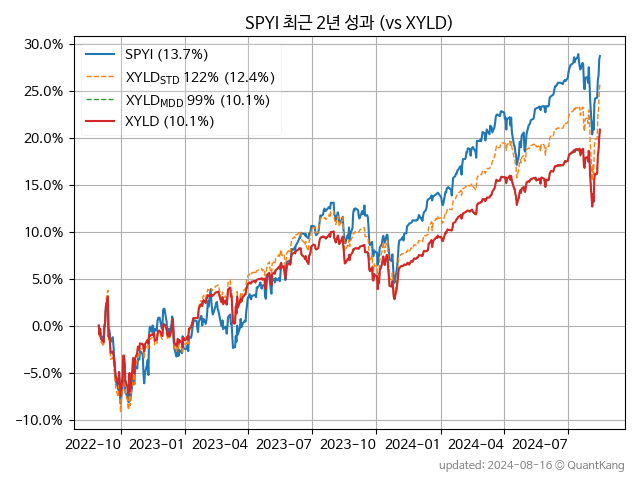 SPYI 최근 2년 성과 (vs XYLD)
30.0%
25.0%
20.0%
15.0%
10.0%
5.0%
0.0%
−5.0%
−10.0%
SPYI (13.7%)
XYLD_STD 122% (12.4%)
XYLD_MDD 99% (10.1%)
XYLD (10.1%)
2022-10 2023-01 2023-04 2023-07 2023-10 2024-01 2024-04 2024-07
updated: 2024-08-16 © QuantKang